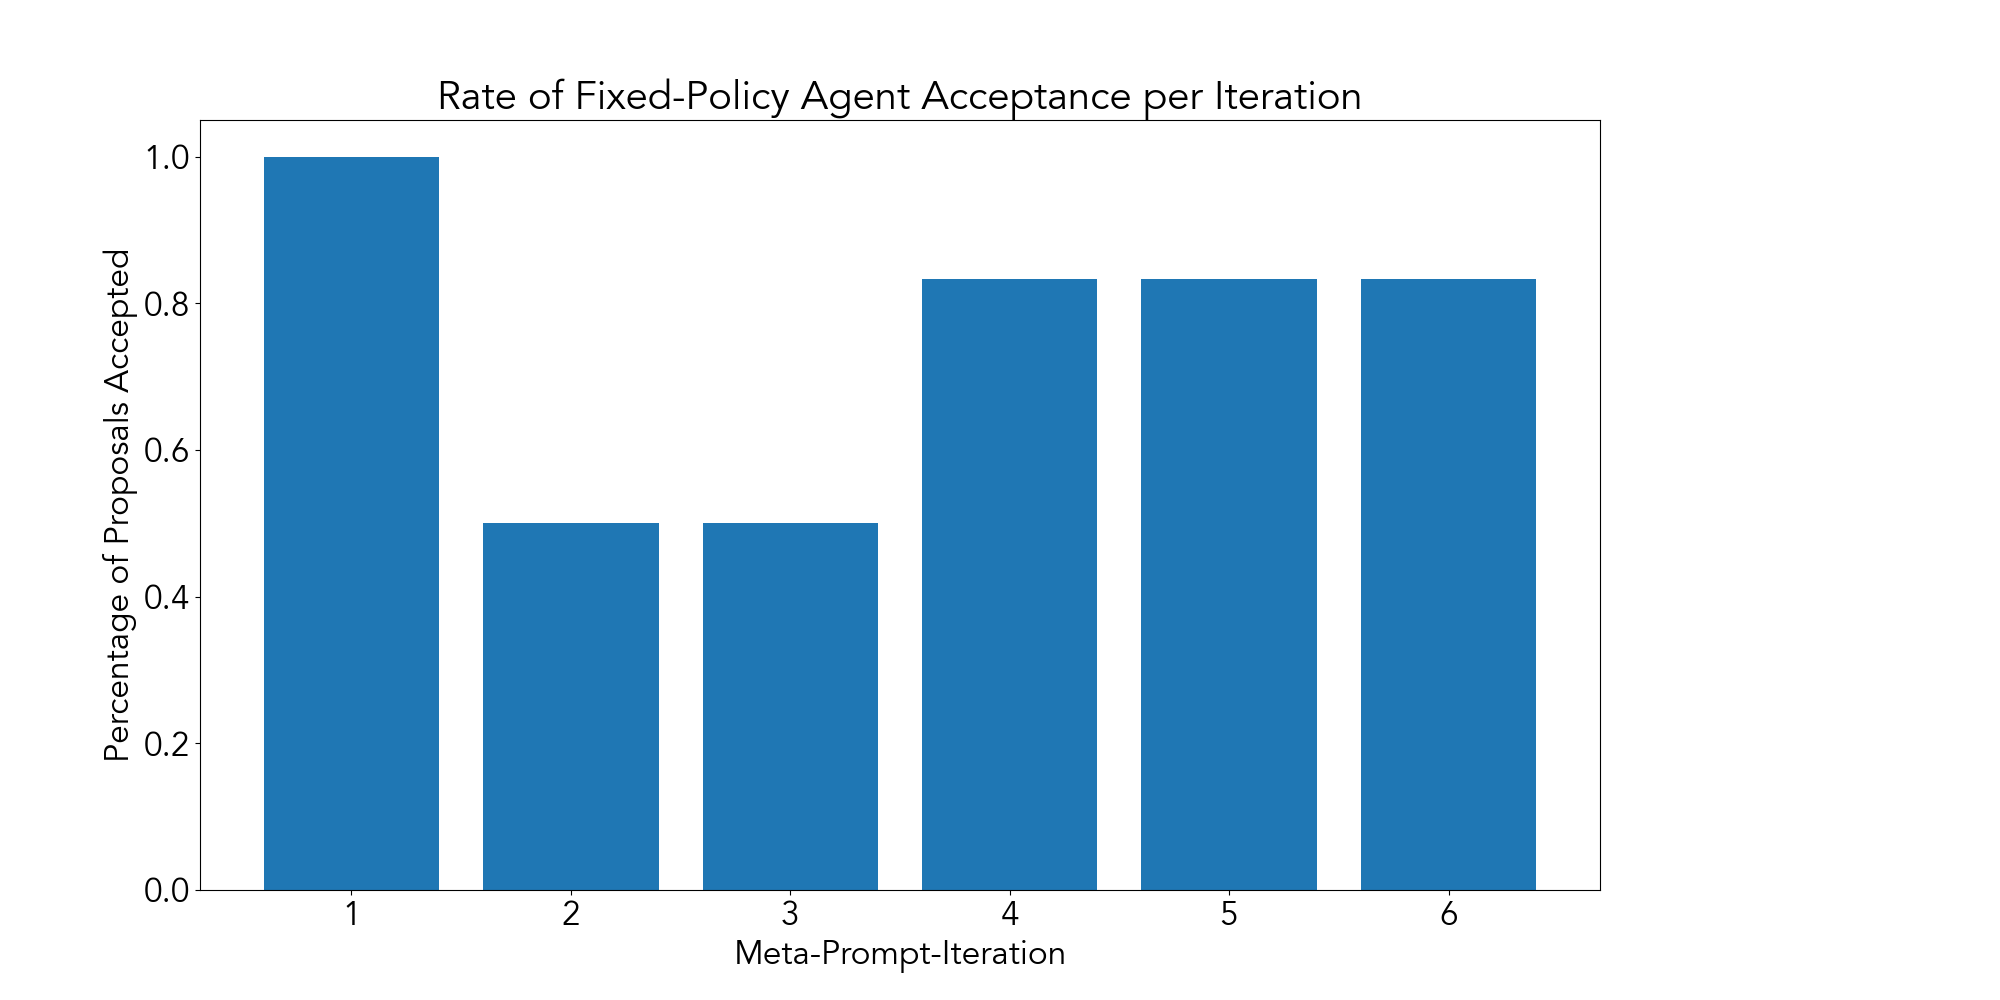 Rate of Fixed-Policy Agent Acceptance per Iteration
Percentage of Proposals Accepted
1.0
0.8
0.6
0.4
0.2
0.0
1 2 3 4 5 6
Meta-Prompt-Iteration